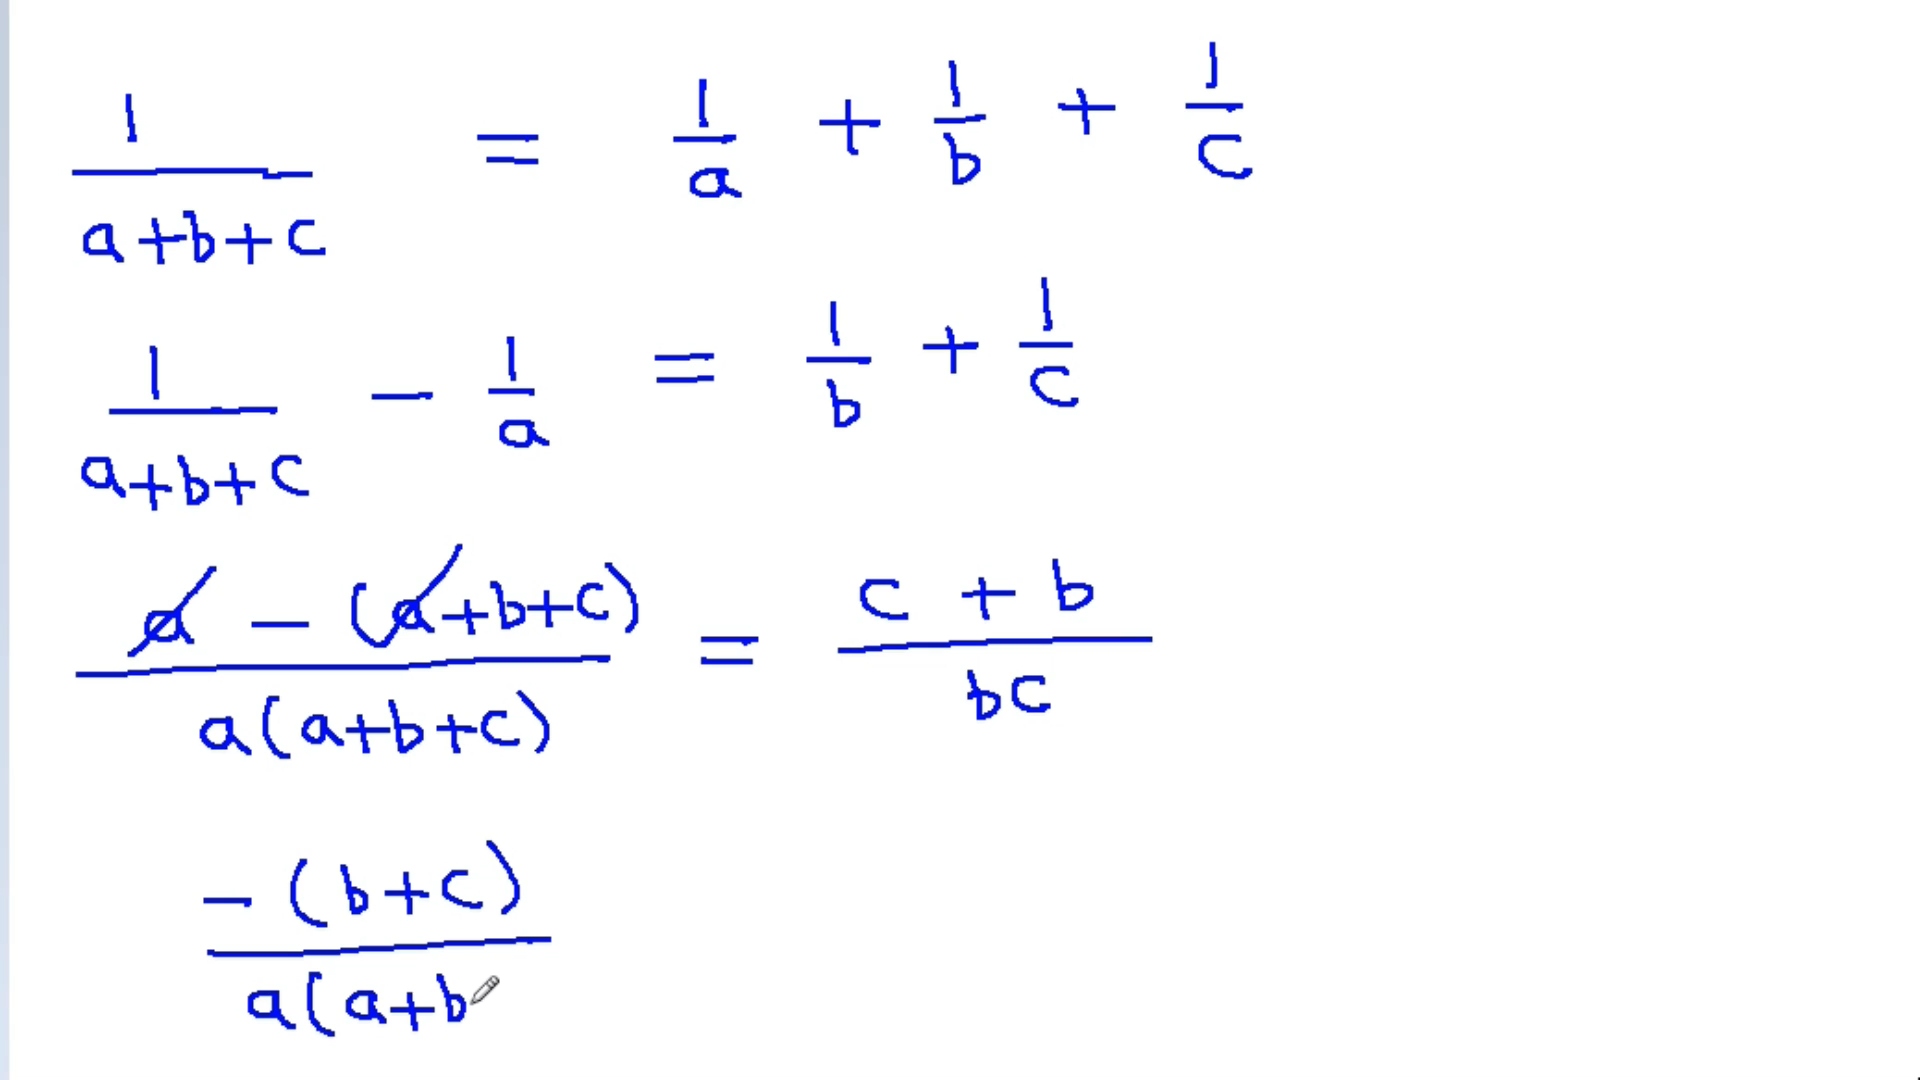 1/(a+b+c) = 1/a + 1/b + 1/c
1/(a+b+c) - 1/a = 1/b + 1/c
(a - (a+b+c))/(a(a+b+c)) = (c + b)/(bc)
-(b+c)/(a(a+b